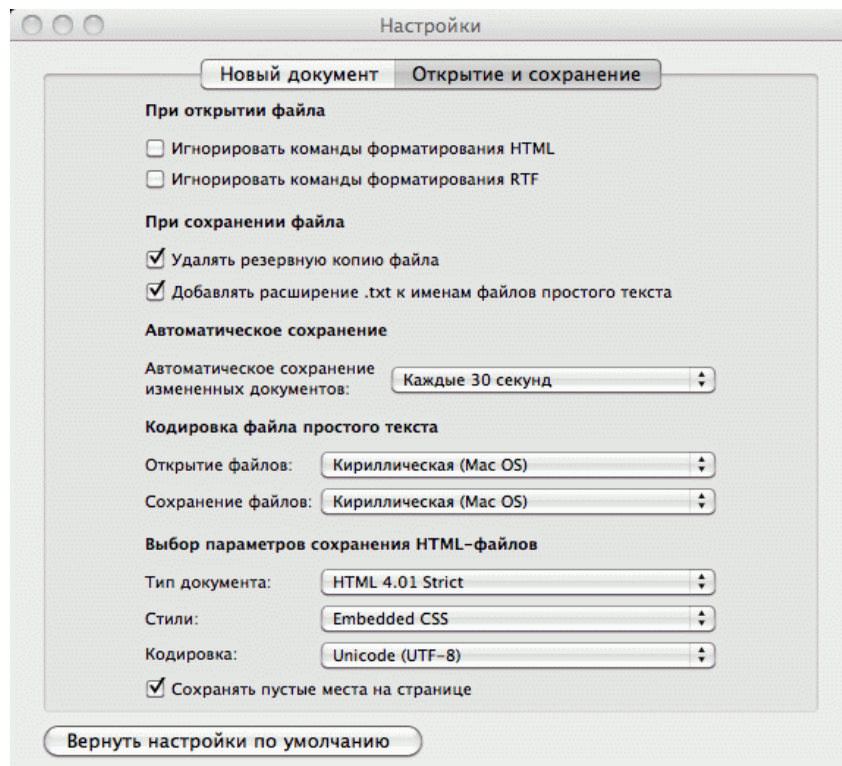 Настройки
Новый документ Открытие и сохранение
При открытии файла
Игнорировать команды форматирования HTML
Игнорировать команды форматирования RTF
При сохранении файла
Удалять резервную копию файла
Добавлять расширение .txt к именам файлов простого текста
Автоматическое сохранение
Автоматическое сохранение
измененных документов: Каждые 30 секунд
Кодировка файла простого текста
Открытие файлов: Кириллическая (Mac OS)
Сохранение файлов: Кириллическая (Mac OS)
Выбор параметров сохранения HTML-файлов
Тип документа: HTML 4.01 Strict
Стили: Embedded CSS
Кодировка: Unicode (UTF-8)
Сохранять пустые места на странице
Вернуть настройки по умолчанию